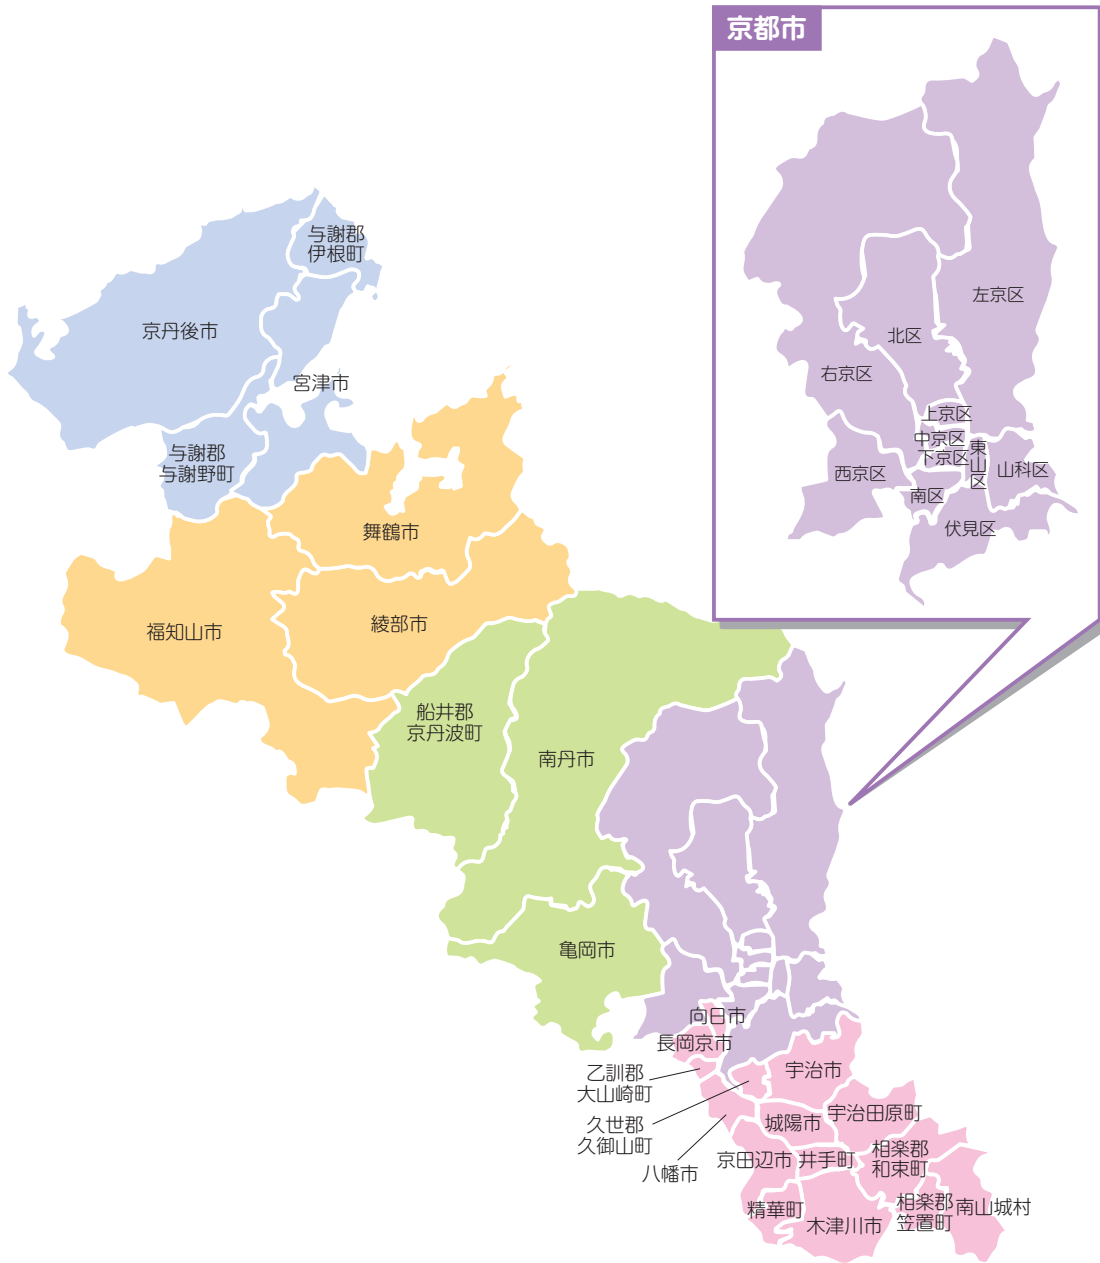 京都市
左京区
北区
右京区
上京区
中京区
下京区
東山区
山科区
西京区
南区
伏見区
与謝郡
伊根町
京丹後市
宮津市
与謝郡
与謝野町
舞鶴市
綾部市
福知山市
船井郡
京丹波町
南丹市
亀岡市
向日市
長岡京市
乙訓郡
大山崎町
久世郡
久御山町
八幡市
宇治市
城陽市
宇治田原町
京田辺市
井手町
相楽郡
和束町
精華町
木津川市
相楽郡
笠置町
南山城村